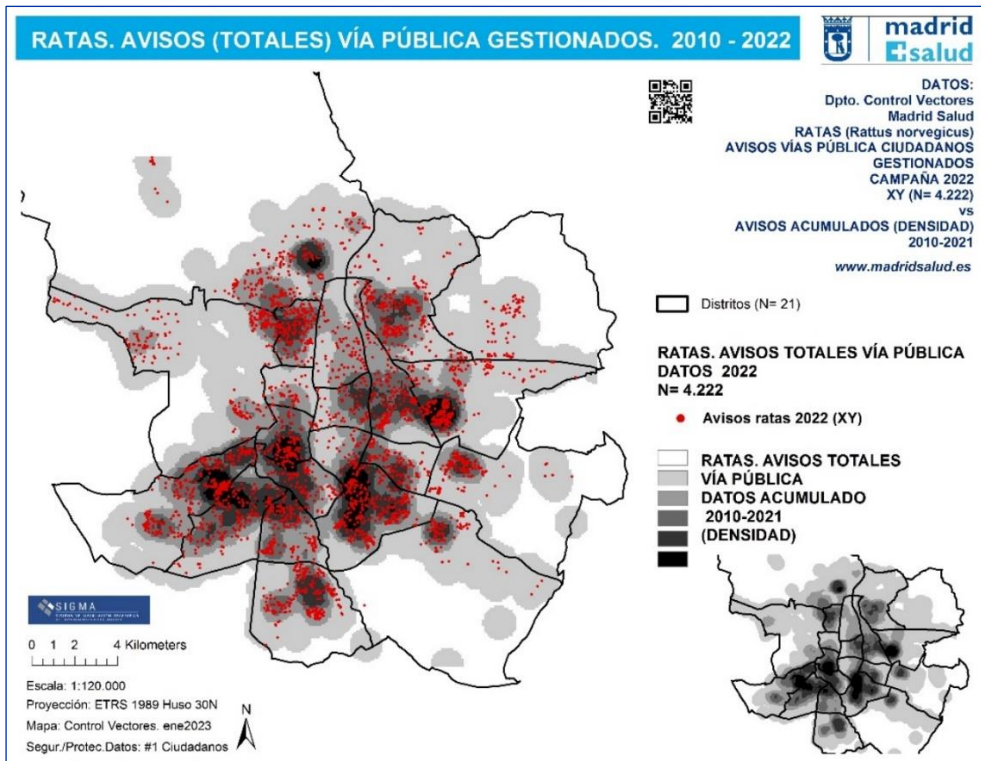 RATAS. AVISOS (TOTALES) VÍA PÚBLICA GESTIONADOS. 2010 - 2022
madrid
salud
DATOS:
Dpto. Control Vectores
Madrid Salud
RATAS (Rattus norvegicus)
AVISOS VÍAS PÚBLICA CIUDADANOS
GESTIONADOS
CAMPAÑA 2022
XY (N= 4.222)
vs
AVISOS ACUMULADOS (DENSIDAD)
2010-2021
www.madridsalud.es
Distritos (N= 21)
RATAS. AVISOS TOTALES VÍA PÚBLICA
DATOS 2022
N= 4.222
Avisos ratas 2022 (XY)
RATAS. AVISOS TOTALES
VÍA PÚBLICA
DATOS ACUMULADO
2010-2021
(DENSIDAD)
SIGMA
0 1 2 4 Kilometers
Escala: 1:120.000
Proyección: ETRS 1989 Huso 30N
Mapa: Control Vectores. ene2023
Segur./Protec.Datos: #1 Ciudadanos
N